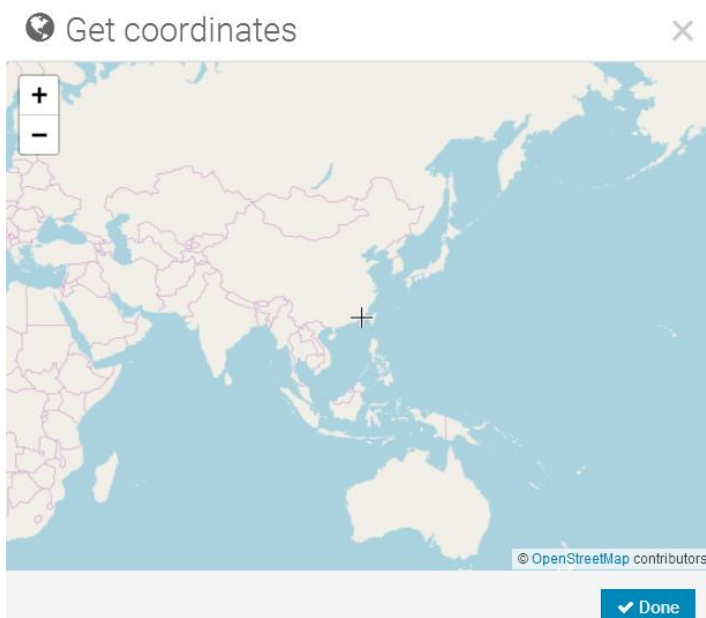 Get coordinates
×
+
−
© OpenStreetMap contributors
Done